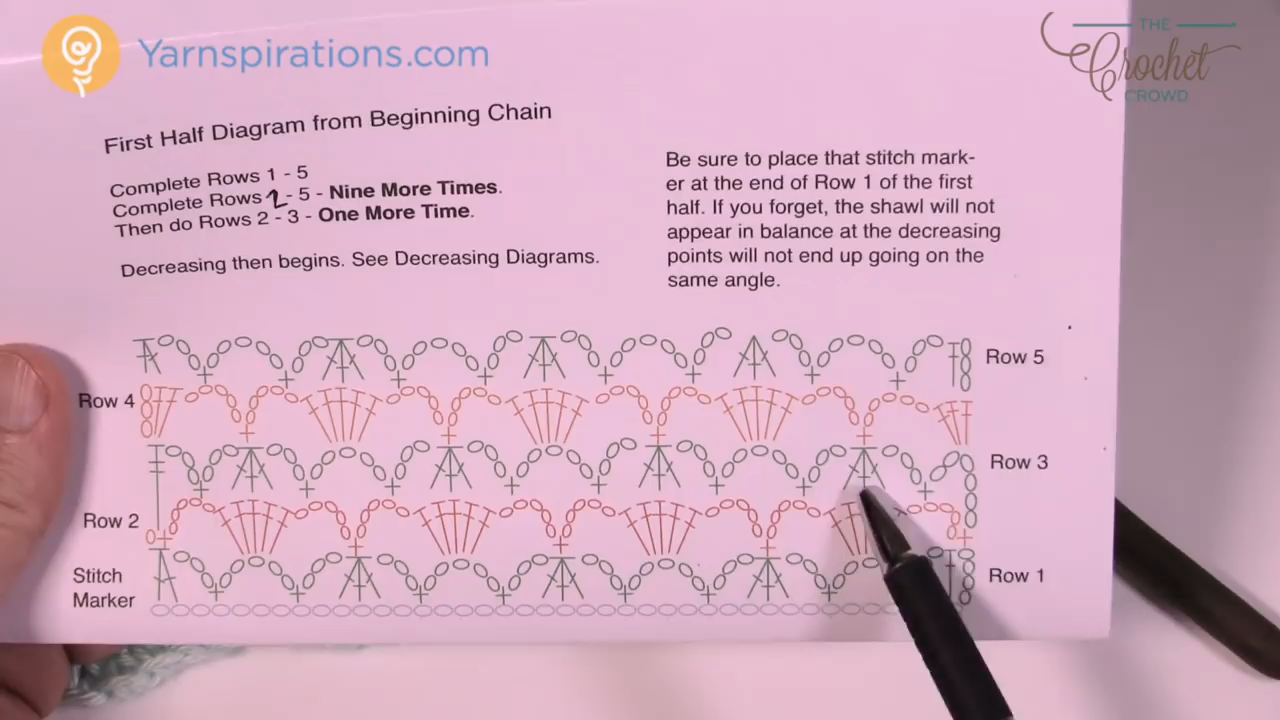 Yarnspirations.com
THE
Crochet
CROWD
First Half Diagram from Beginning Chain
Complete Rows 1 - 5
Complete Rows 2 - 5 - Nine More Times.
Then do Rows 2 - 3 - One More Time.
Decreasing then begins. See Decreasing Diagrams.
Be sure to place that stitch mark-
er at the end of Row 1 of the first
half. If you forget, the shawl will not
appear in balance at the decreasing
points will not end up going on the
same angle.
Row 5
Row 4
Row 3
Row 2
Stitch
Marker
Row 1